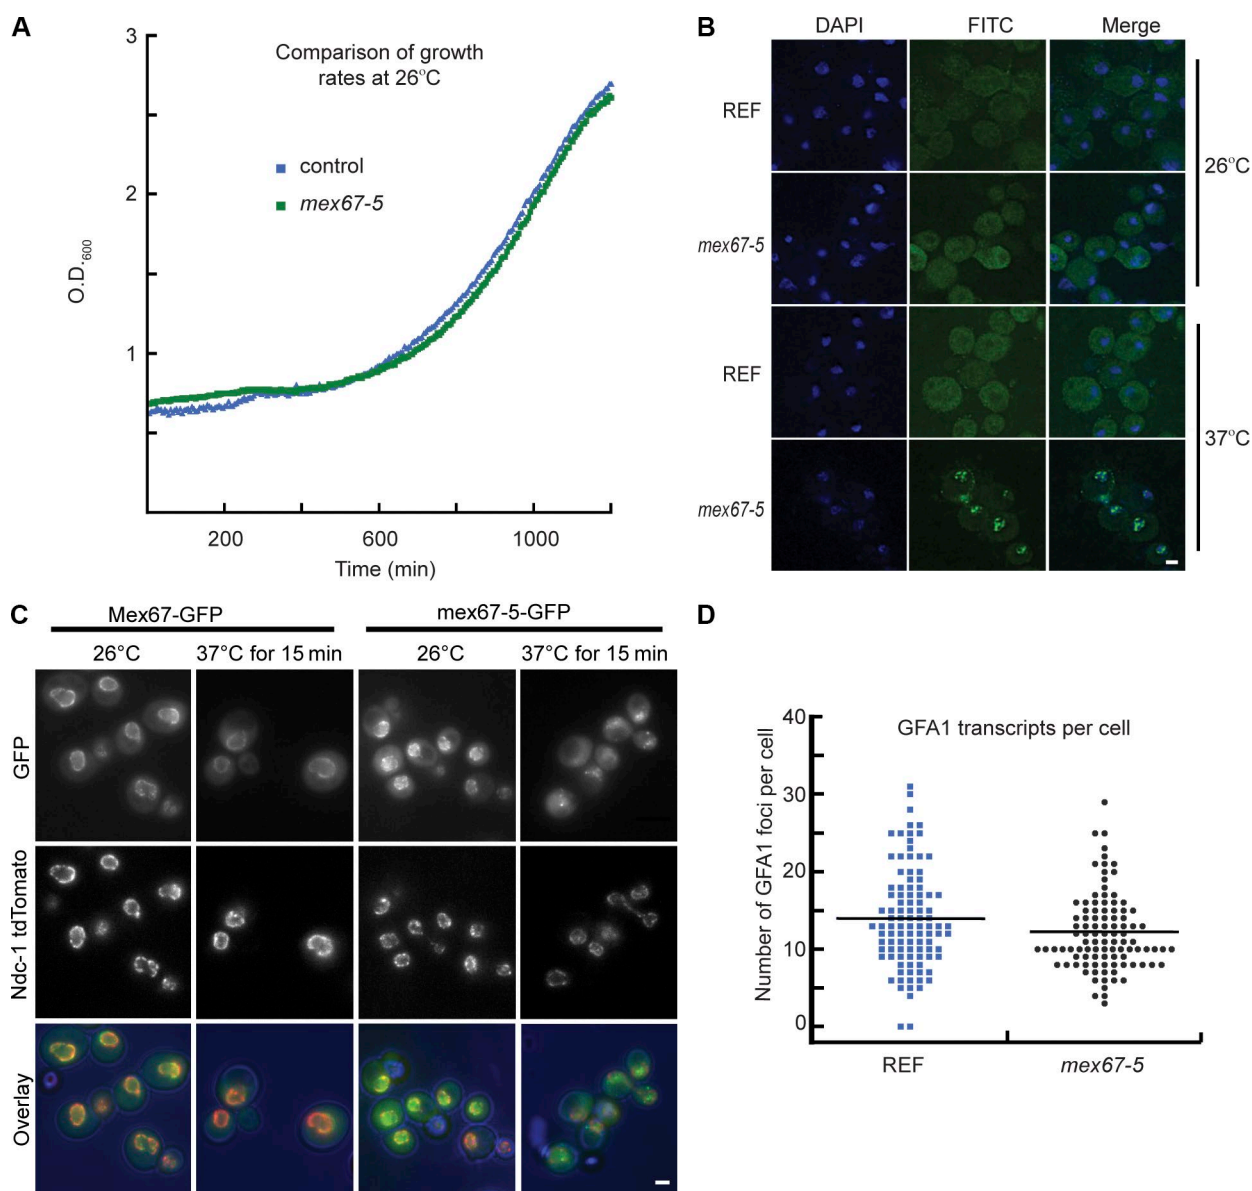 A
Comparison of growth
rates at 26°C
control
mex67-5
O.D.600
3
2
1
200
600
1000
Time (min)
B
DAPI
FITC
Merge
REF
mex67-5
26°C
REF
mex67-5
37°C
C
Mex67-GFP
mex67-5-GFP
26°C
37°C for 15 min
26°C
37°C for 15 min
GFP
Ndc-1 tdTomato
Overlay
D
GFA1 transcripts per cell
Number of GFA1 foci per cell
40
30
20
10
0
REF
mex67-5